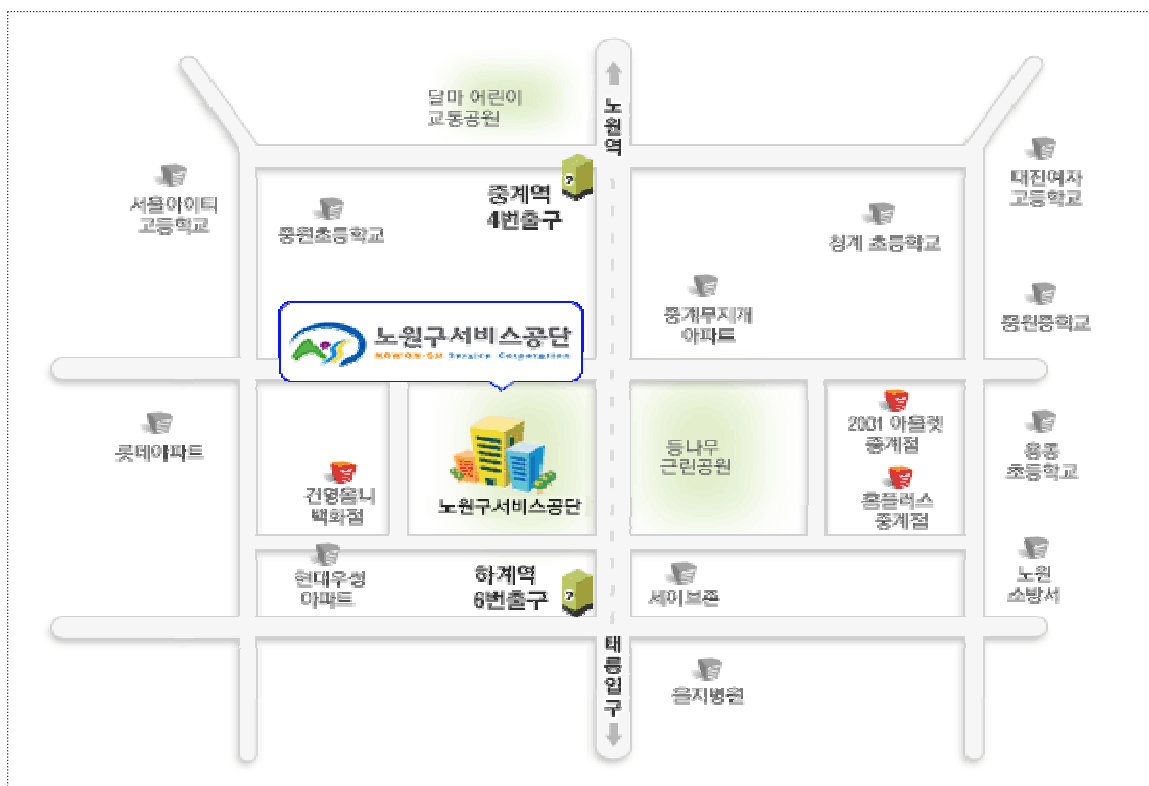 달마 어린이
교통공원
노원역
서울아이티
고등학교
중원초등학교
중계역
4번출구
청계 초등학교
태진여자
고등학교
중계무지개
아파트
중원중학교
노원구서비스공단
NOWON-GU Service Corporation
롯데아파트
건영옴니
백화점
노원구서비스공단
등나무
근린공원
2001 아울렛
중계점
홈플러스
중계점
용동
초등학교
현대우성
아파트
하계역
6번출구
세이브존
노원
소방서
태릉입구
을지병원